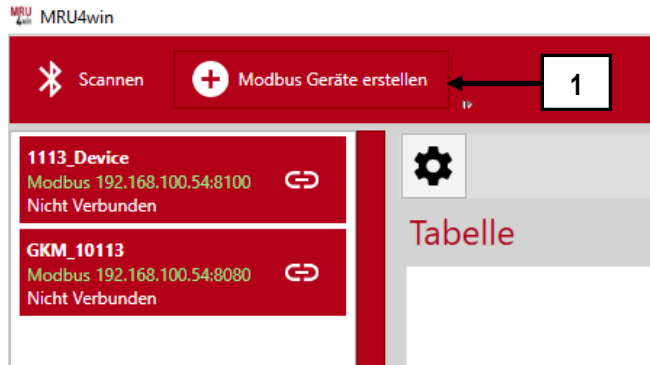 MRU4win
Scannen
Modbus Geräte erstellen
1
1113_Device
Modbus 192.168.100.54:8100
Nicht Verbunden
GKM_10113
Modbus 192.168.100.54:8080
Nicht Verbunden
Tabelle